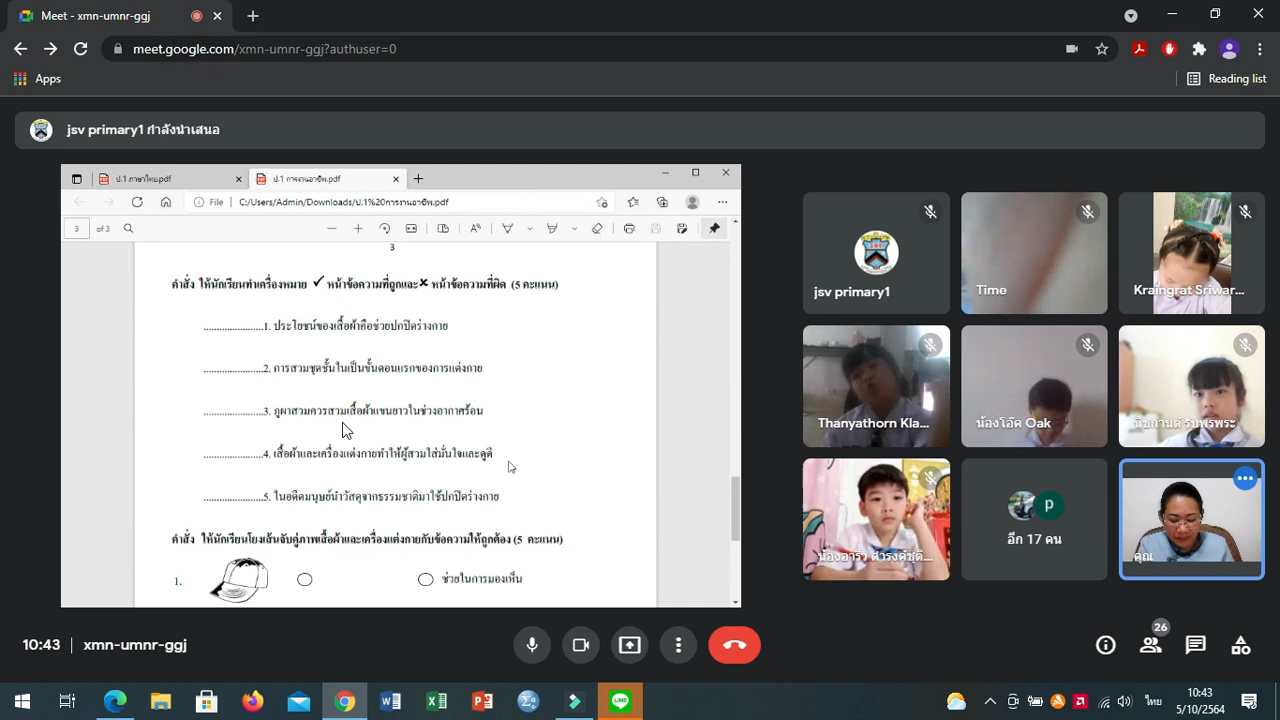 Meet - xmn-umnr-ggj
meet.google.com/xmn-umnr-ggj?authuser=0
Apps
Reading list
jsv primary1 กำลังนำเสนอ
ป.1 ภาษาไทย.pdf
ป.1 การงานอาชีพ.pdf
File
C:/Users/Admin/Downloads/ป.1%20การงานอาชีพ.pdf
3 of 3
3
คำสั่ง ให้นักเรียนทำเครื่องหมาย ✓ หน้าข้อความที่ถูกและ ✗ หน้าข้อความที่ผิด (5 คะแนน)
......................1. ประโยชน์ของเสื้อผ้าคือช่วยปกปิดร่างกาย
......................2. การสวมชุดชั้นในเป็นขั้นตอนแรกของการแต่งกาย
......................3. ภูผาสวมควรสวมเสื้อผ้าแขนยาวในช่วงอากาศร้อน
......................4. เสื้อผ้าและเครื่องแต่งกายทำให้ผู้สวมใส่มั่นใจและดูดี
......................5. ในอดีตมนุษย์นำวัสดุจากธรรมชาติมาใช้ปกปิดร่างกาย
คำสั่ง ให้นักเรียนโยงเส้นจับคู่ภาพเสื้อผ้าและเครื่องแต่งกายกับข้อความให้ถูกต้อง (5 คะแนน)
1.
ช่วยในการมองเห็น
jsv primary1
Time
Kraingrat Sriwar...
Thanyathorn Kla...
น้องโอ๊ค Oak
p
อีก 17 คน
คุณ
10:43
xmn-umnr-ggj
26
ไทย
10:43
5/10/2564